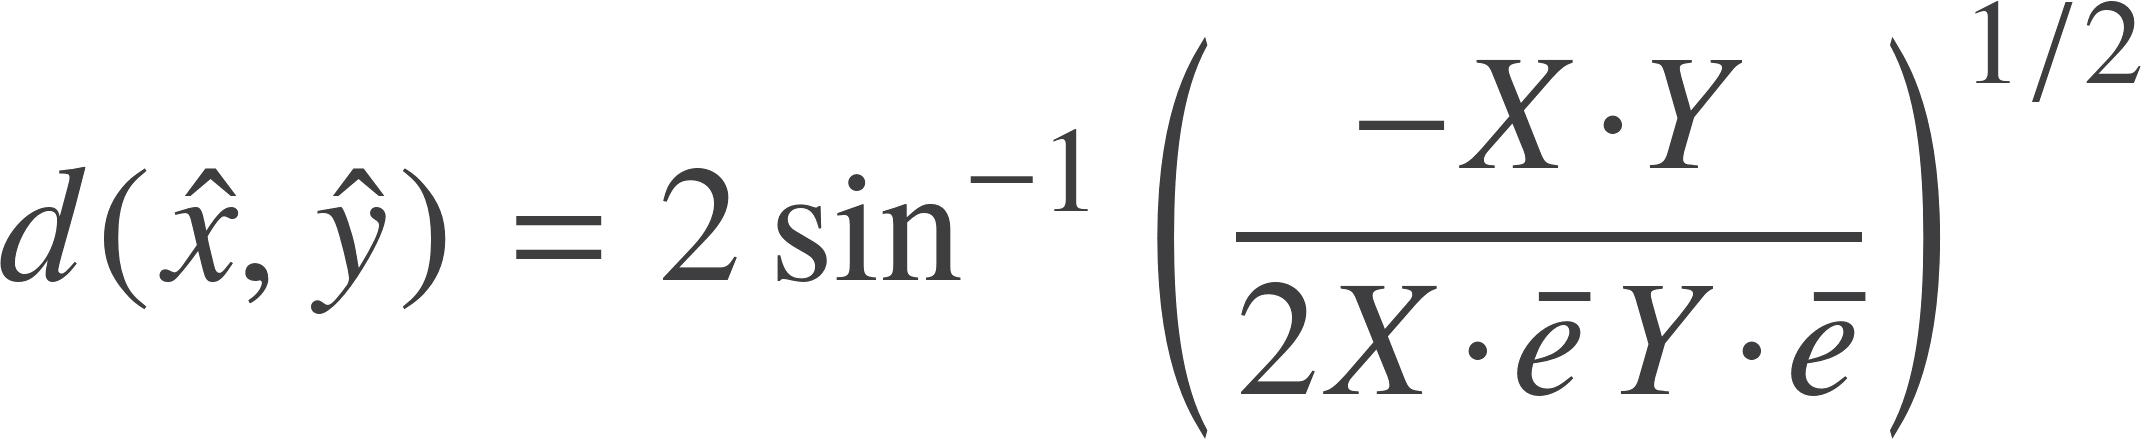 d(x̂, ŷ) = 2 sin⁻¹ (−X·Y / 2X·ē Y·ē)^{1/2}